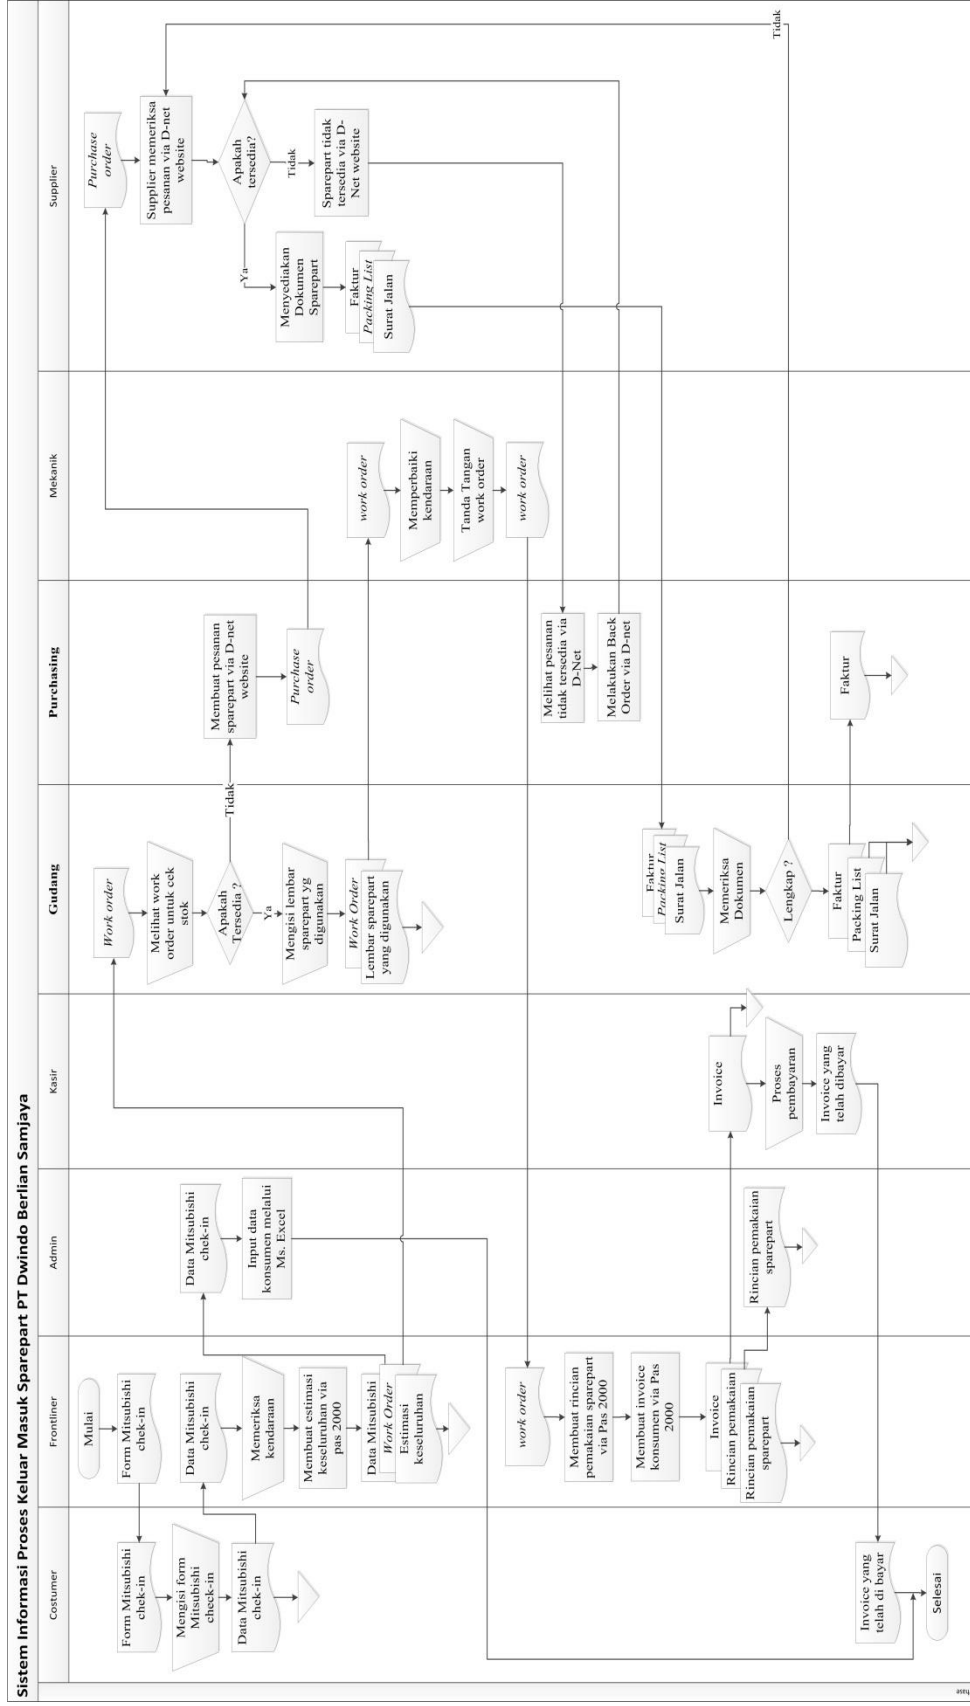 Sistem Informasi Proses Keluar Masuk Sparepart PT Dwindo Berlian Samjaya
Costumer
Frontliner
Admin
Kasir
Gudang
Purchasing
Mekanik
Supplier
Form Mitsubishi
chek-in
Mengisi form
Mitsubishi
check-in
Data Mitsubishi
chek-in
Invoice yang
telah di bayar
Selesai
Mulai
Form Mitsubishi
chek-in
Data Mitsubishi
chek-in
Memeriksa
kendaraan
Membuat estimasi
keseluruhan via
pas 2000
Data Mitsubishi
Work Order
Estimasi
keseluruhan
work order
Membuat rincian
pemakaian sparepart
via Pas 2000
Membuat invoice
konsumen via Pas
2000
Invoice
Rincian pemakaian
Rincian pemakaian
sparepart
Data Mitsubishi
chek-in
Input data
konsumen melalui
Ms. Excel
Rincian pemakaian
sparepart
Invoice
Proses
pembayaran
Invoice yang
telah dibayar
Work order
Melihat work
order untuk cek
stok
Apakah
Tersedia ?
Tidak
Ya
Mengisi lembar
sparepart yg
digunakan
Work Order
Lembar sparepart
yang digunakan
Faktur
Packing List
Surat Jalan
Memeriksa
Dokumen
Lengkap ?
Faktur
Packing List
Surat Jalan
Membuat pesanan
sparepart via D-net
website
Purchase
order
Melihat pesanan
tidak tersedia via
D-Net
Melakukan Back
Order via D-net
Faktur
work order
Memperbaiki
kendaraan
Tanda Tangan
work order
work order
Purchase
order
Supplier memeriksa
pesanan via D-net
website
Apakah
tersedia?
Ya
Tidak
Menyediakan
Dokumen
Sparepart
Sparepart tidak
tersedia via D-
Net website
Faktur
Packing List
Surat Jalan
Tidak